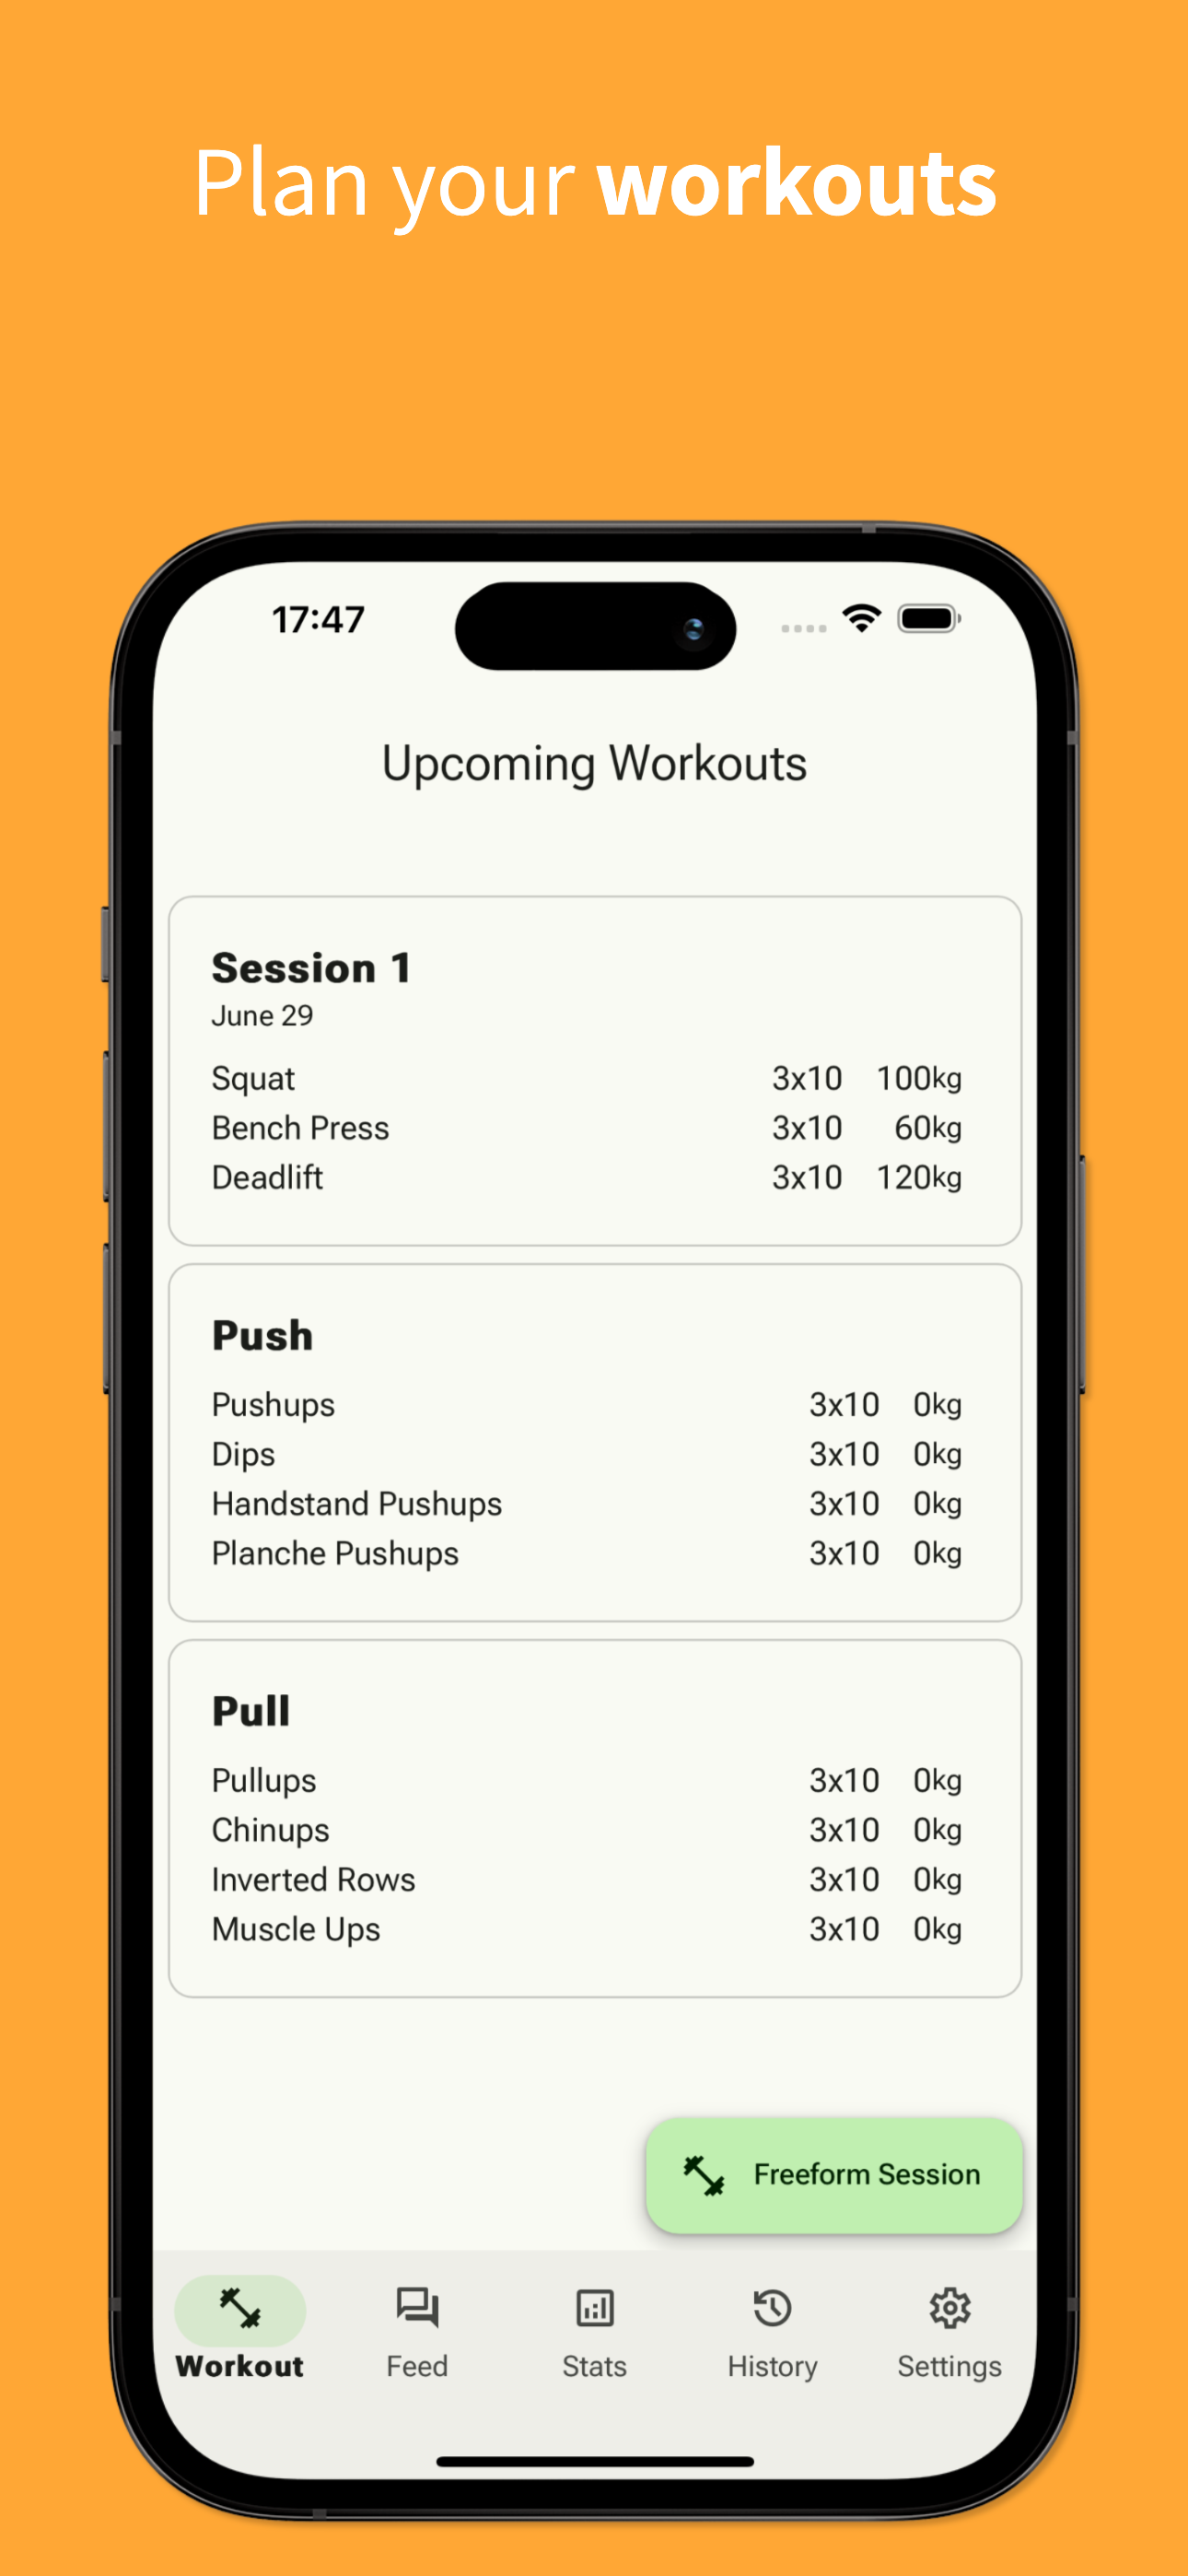 Plan your workouts
17:47
Upcoming Workouts
Session 1
June 29
Squat 3x10 100kg
Bench Press 3x10 60kg
Deadlift 3x10 120kg
Push
Pushups 3x10 0kg
Dips 3x10 0kg
Handstand Pushups 3x10 0kg
Planche Pushups 3x10 0kg
Pull
Pullups 3x10 0kg
Chinups 3x10 0kg
Inverted Rows 3x10 0kg
Muscle Ups 3x10 0kg
Freeform Session
Workout Feed Stats History Settings